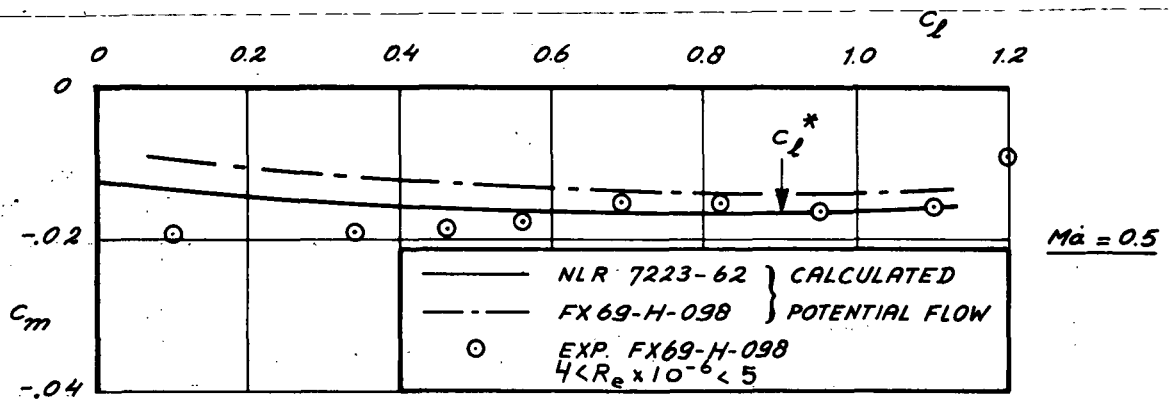 C_l
0 0.2 0.4 0.6 0.8 1.0 1.2
0
C_l*
-.02
Ma = 0.5
NLR 7223-62 } CALCULATED
FX69-H-098 } POTENTIAL FLOW
C_m
EXP. FX69-H-098
4<R_e x 10^-6 < 5
-.04